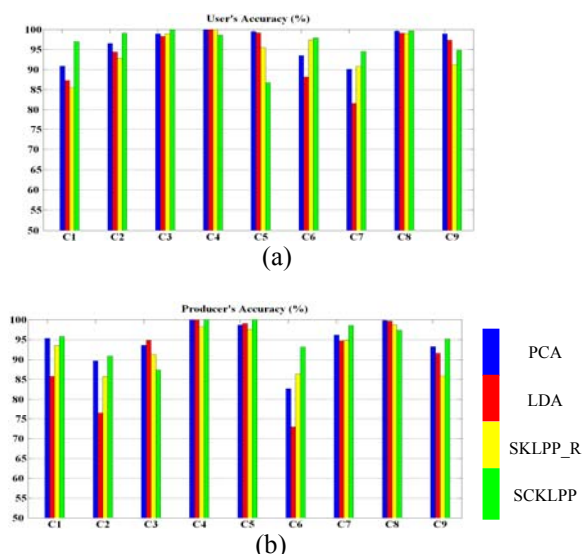 User's Accuracy (%)
100
95
90
85
80
75
70
65
60
55
50
C1 C2 C3 C4 C5 C6 C7 C8 C9
(a)
Producer's Accuracy (%)
100
95
90
85
80
75
70
65
60
55
50
C1 C2 C3 C4 C5 C6 C7 C8 C9
(b)
PCA
LDA
SKLPP_R
SCKLPP